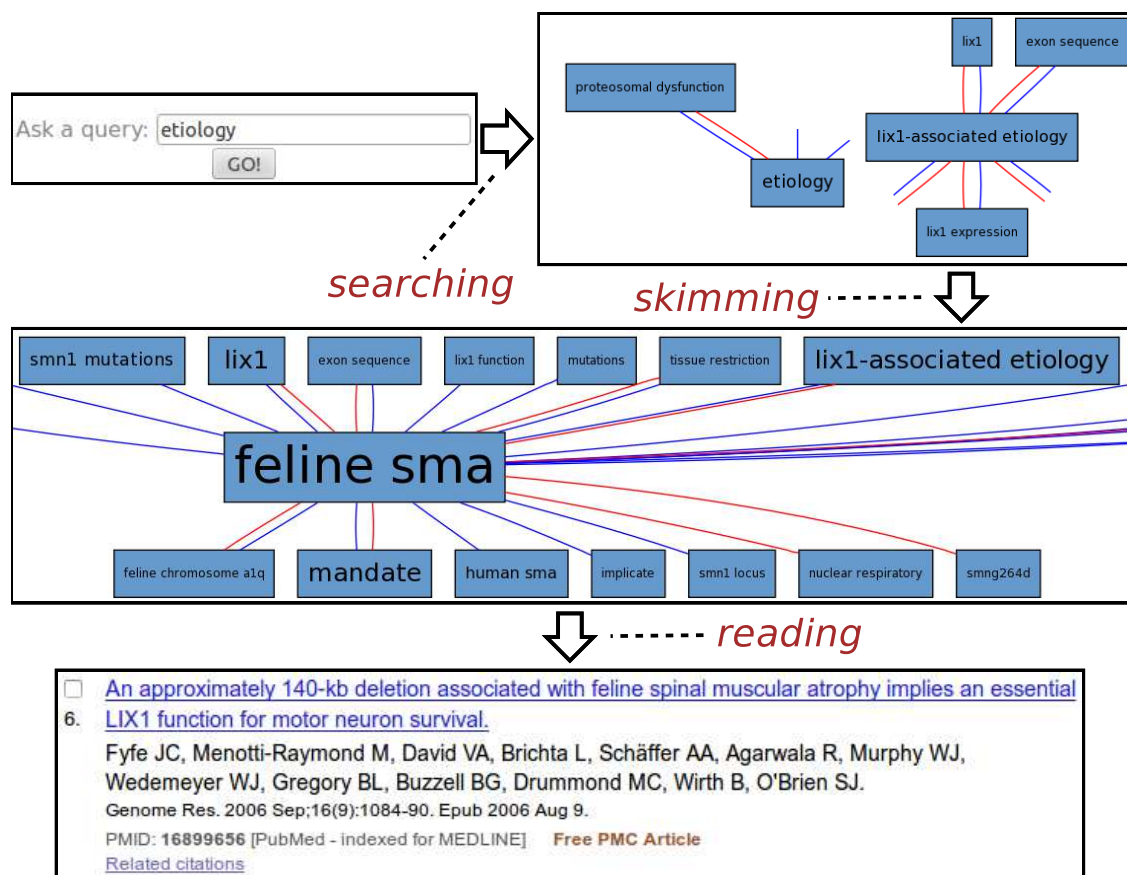 Ask a query: etiology
GO!
searching
lix1
exon sequence
proteosomal dysfunction
lix1-associated etiology
etiology
lix1 expression
skimming
smn1 mutations
lix1
exon sequence
lix1 function
mutations
tissue restriction
lix1-associated etiology
feline sma
feline chromosome a1q
mandate
human sma
implicate
smn1 locus
nuclear respiratory
smng264d
reading
An approximately 140-kb deletion associated with feline spinal muscular atrophy implies an essential
6. LIX1 function for motor neuron survival.
Fyfe JC, Menotti-Raymond M, David VA, Brichta L, Schäffer AA, Agarwala R, Murphy WJ,
Wedemeyer WJ, Gregory BL, Buzzell BG, Drummond MC, Wirth B, O'Brien SJ.
Genome Res. 2006 Sep;16(9):1084-90. Epub 2006 Aug 9.
PMID: 16899656 [PubMed - indexed for MEDLINE] Free PMC Article
Related citations